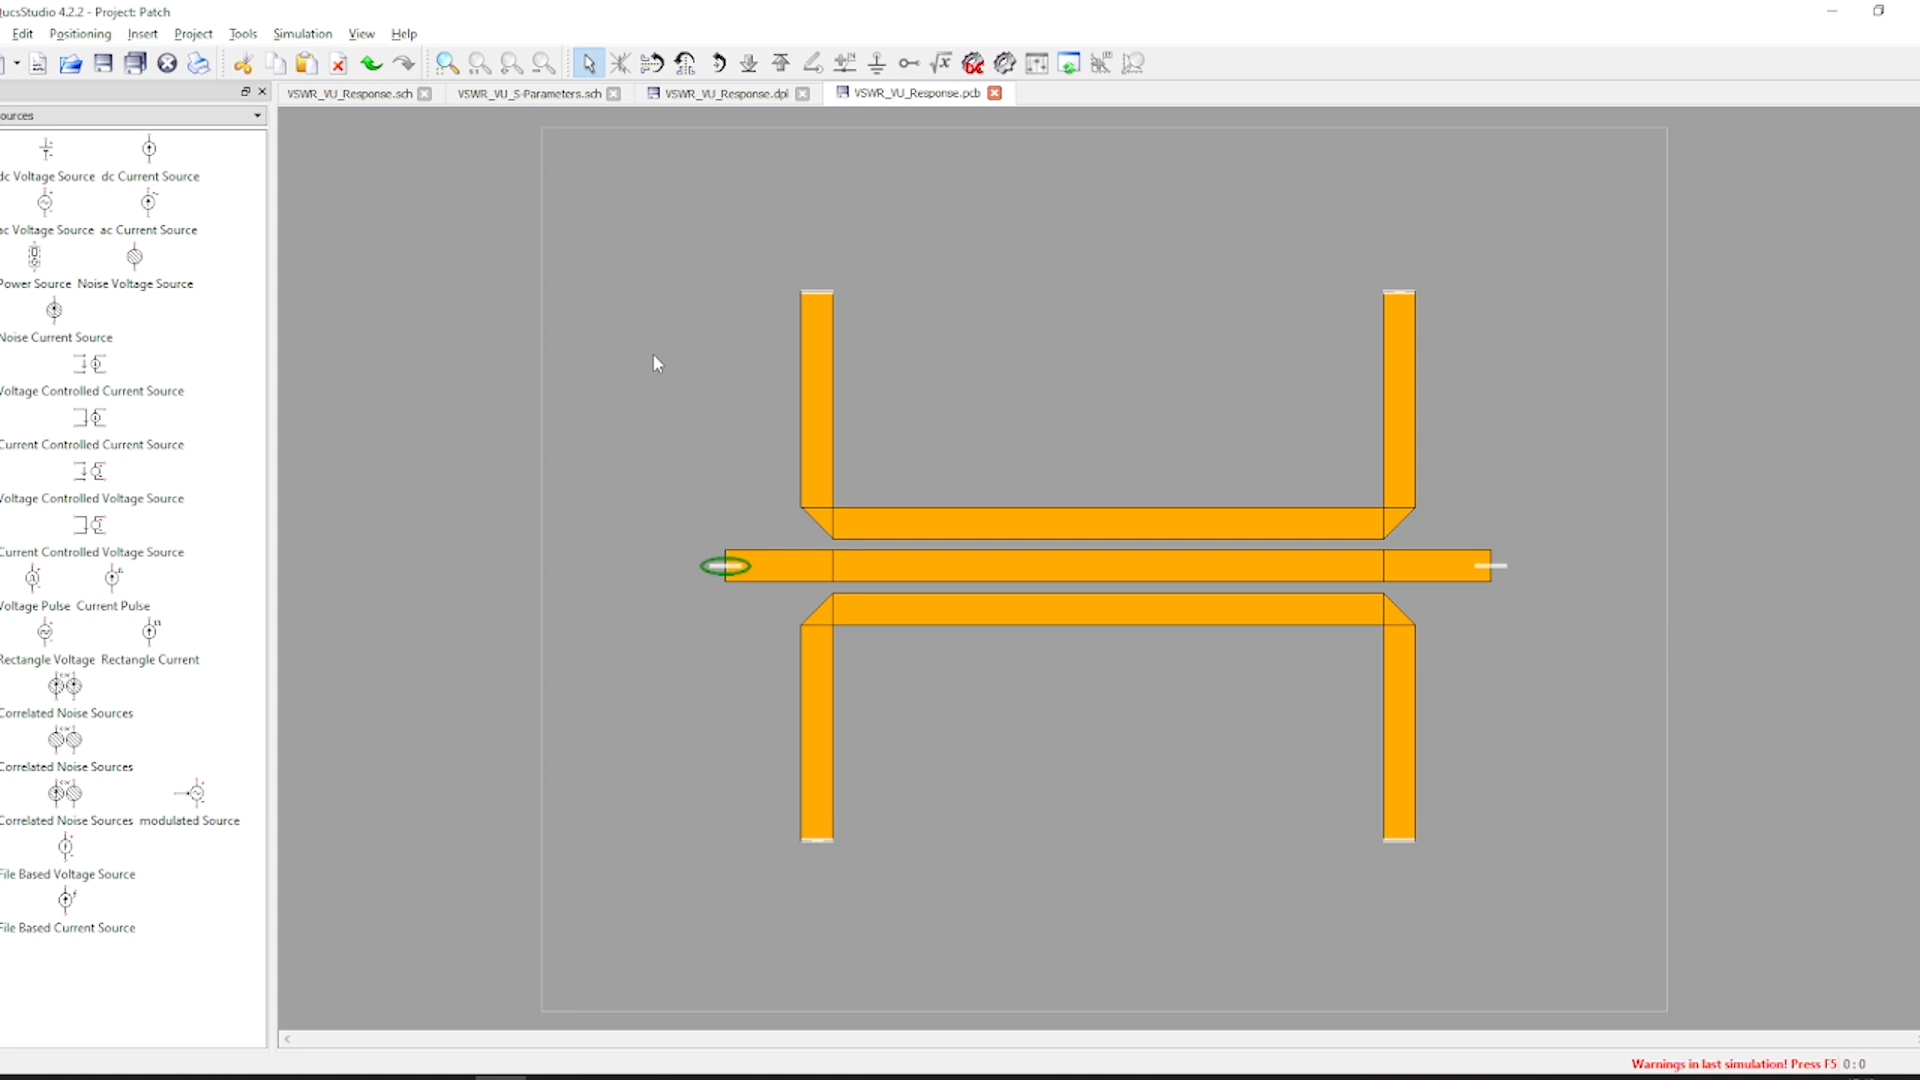 ucsStudio 4.2.2 - Project: Patch
Edit Positioning Insert Project Tools Simulation View Help
VSWR_VU_Response.sch VSWR_VU_S-Parameters.sch VSWR_VU_Response.dpl VSWR_VU_Response.pcb
ources
dc Voltage Source dc Current Source
ac Voltage Source ac Current Source
Power Source Noise Voltage Source
Noise Current Source
Voltage Controlled Current Source
Current Controlled Current Source
Voltage Controlled Voltage Source
Current Controlled Voltage Source
Voltage Pulse Current Pulse
Rectangle Voltage Rectangle Current
Correlated Noise Sources
Correlated Noise Sources
Correlated Noise Sources modulated Source
File Based Voltage Source
File Based Current Source
Warnings in last simulation! Press F5 0 : 0